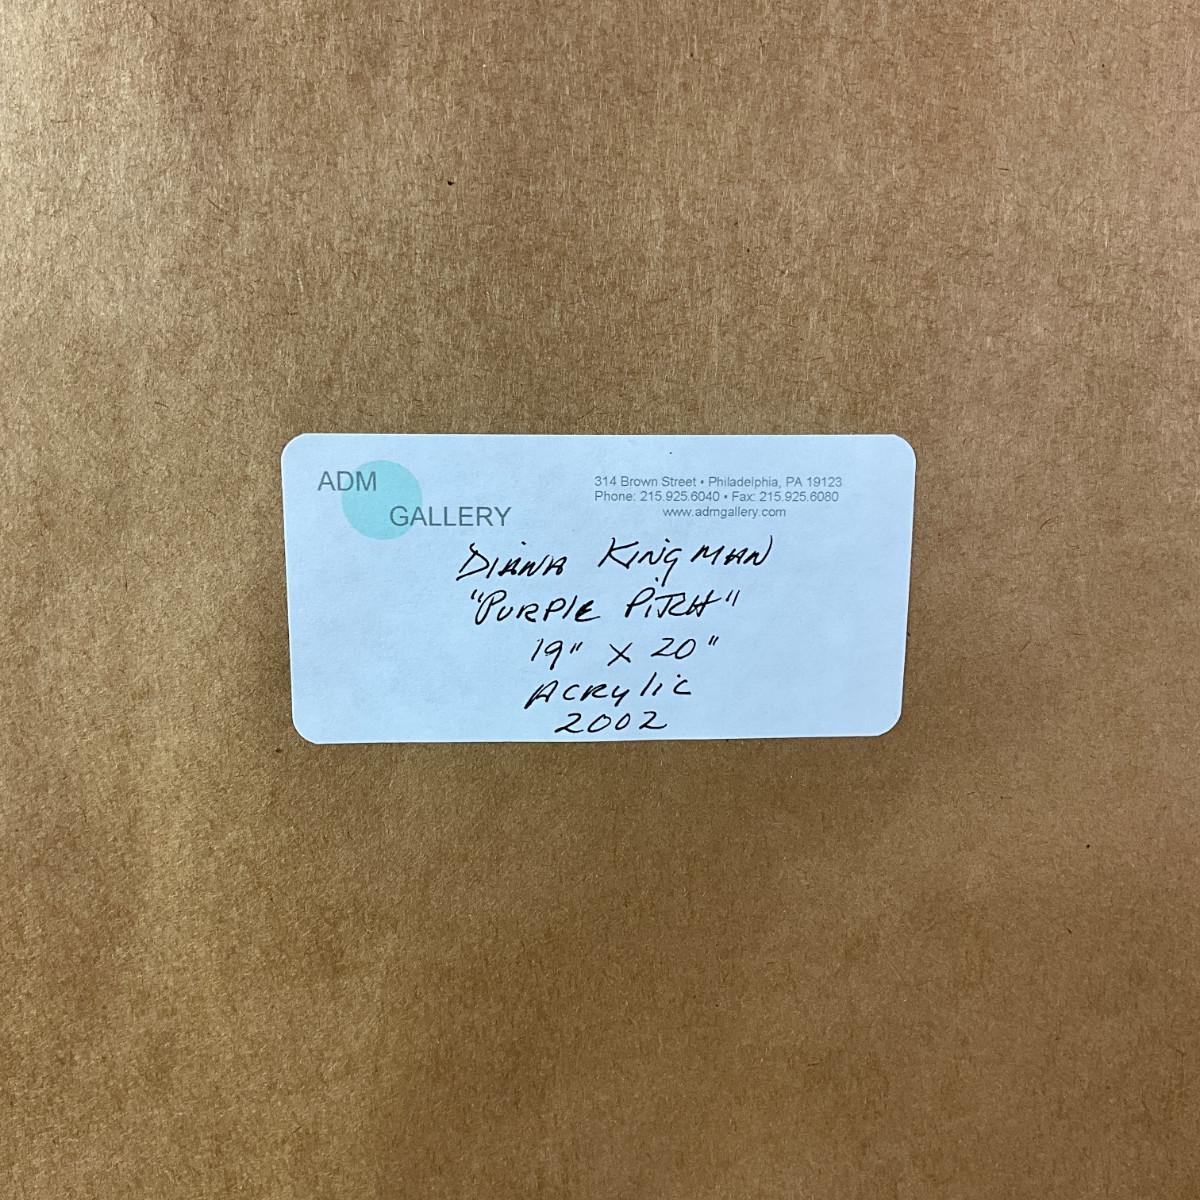 ADM
GALLERY
314 Brown Street • Philadelphia, PA 19123
Phone: 215.925.6040 • Fax: 215.925.6080
www.admgallery.com
Diana Kingman
"Purple Pitch"
19" x 20"
Acrylic
2002